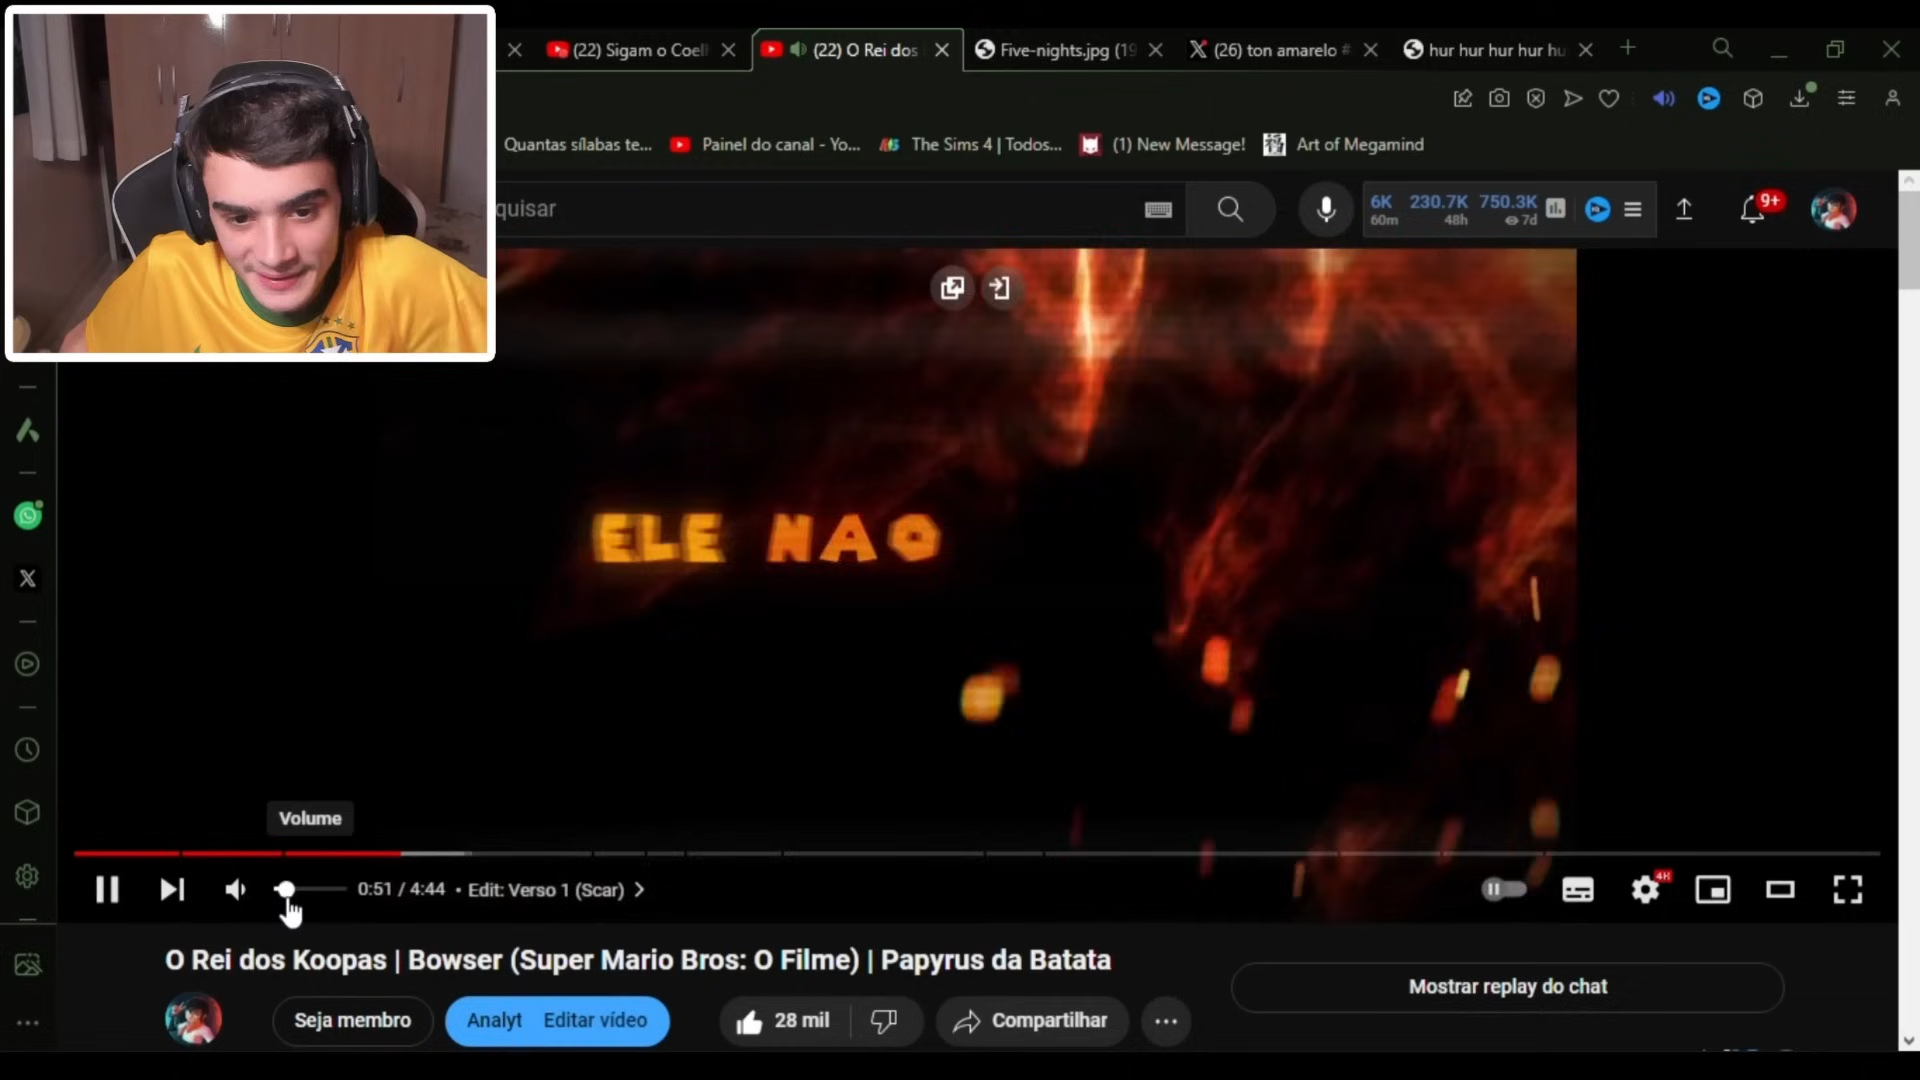 (22) Sigam o Coel
(22) O Rei dos
Five-nights.jpg (19
(26) ton amarelo #
hur hur hur hur hu
Quantas sílabas te...
Painel do canal - Yo...
The Sims 4 | Todos...
(1) New Message!
Art of Megamind
quisar
6K 230.7K 750.3K
60m 48h 7d
9+
ELE NAO
Volume
0:51 / 4:44 • Edit: Verso 1 (Scar)
4K
O Rei dos Koopas | Bowser (Super Mario Bros: O Filme) | Papyrus da Batata
Mostrar replay do chat
Seja membro
Analyt
Editar vídeo
28 mil
Compartilhar